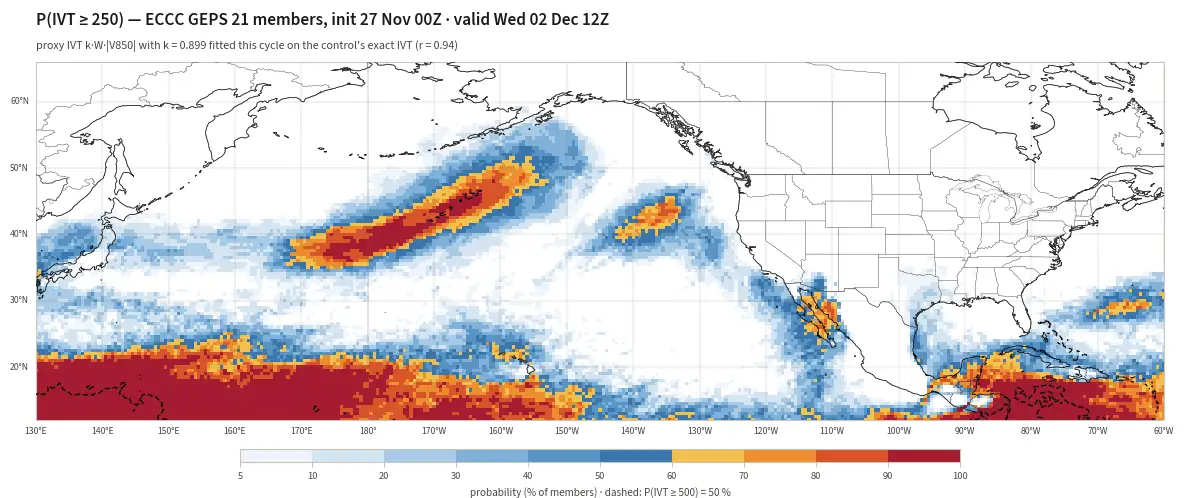 P(IVT ≥ 250) — ECCC GEPS 21 members, init 27 Nov 00Z · valid Wed 02 Dec 12Z
proxy IVT k·W·|V850| with k = 0.899 fitted this cycle on the control's exact IVT (r = 0.94)
60°N
50°N
40°N
30°N
20°N
130°E 140°E 150°E 160°E 180° 170°W 160°W 150°W 140°W 130°W 120°W 110°W 100°W 90°W 80°W 70°W 60°W
5 10 20 30 40 50 60 70 80 90 100
probability (% of members) · dashed: P(IVT ≥ 500) = 50 %